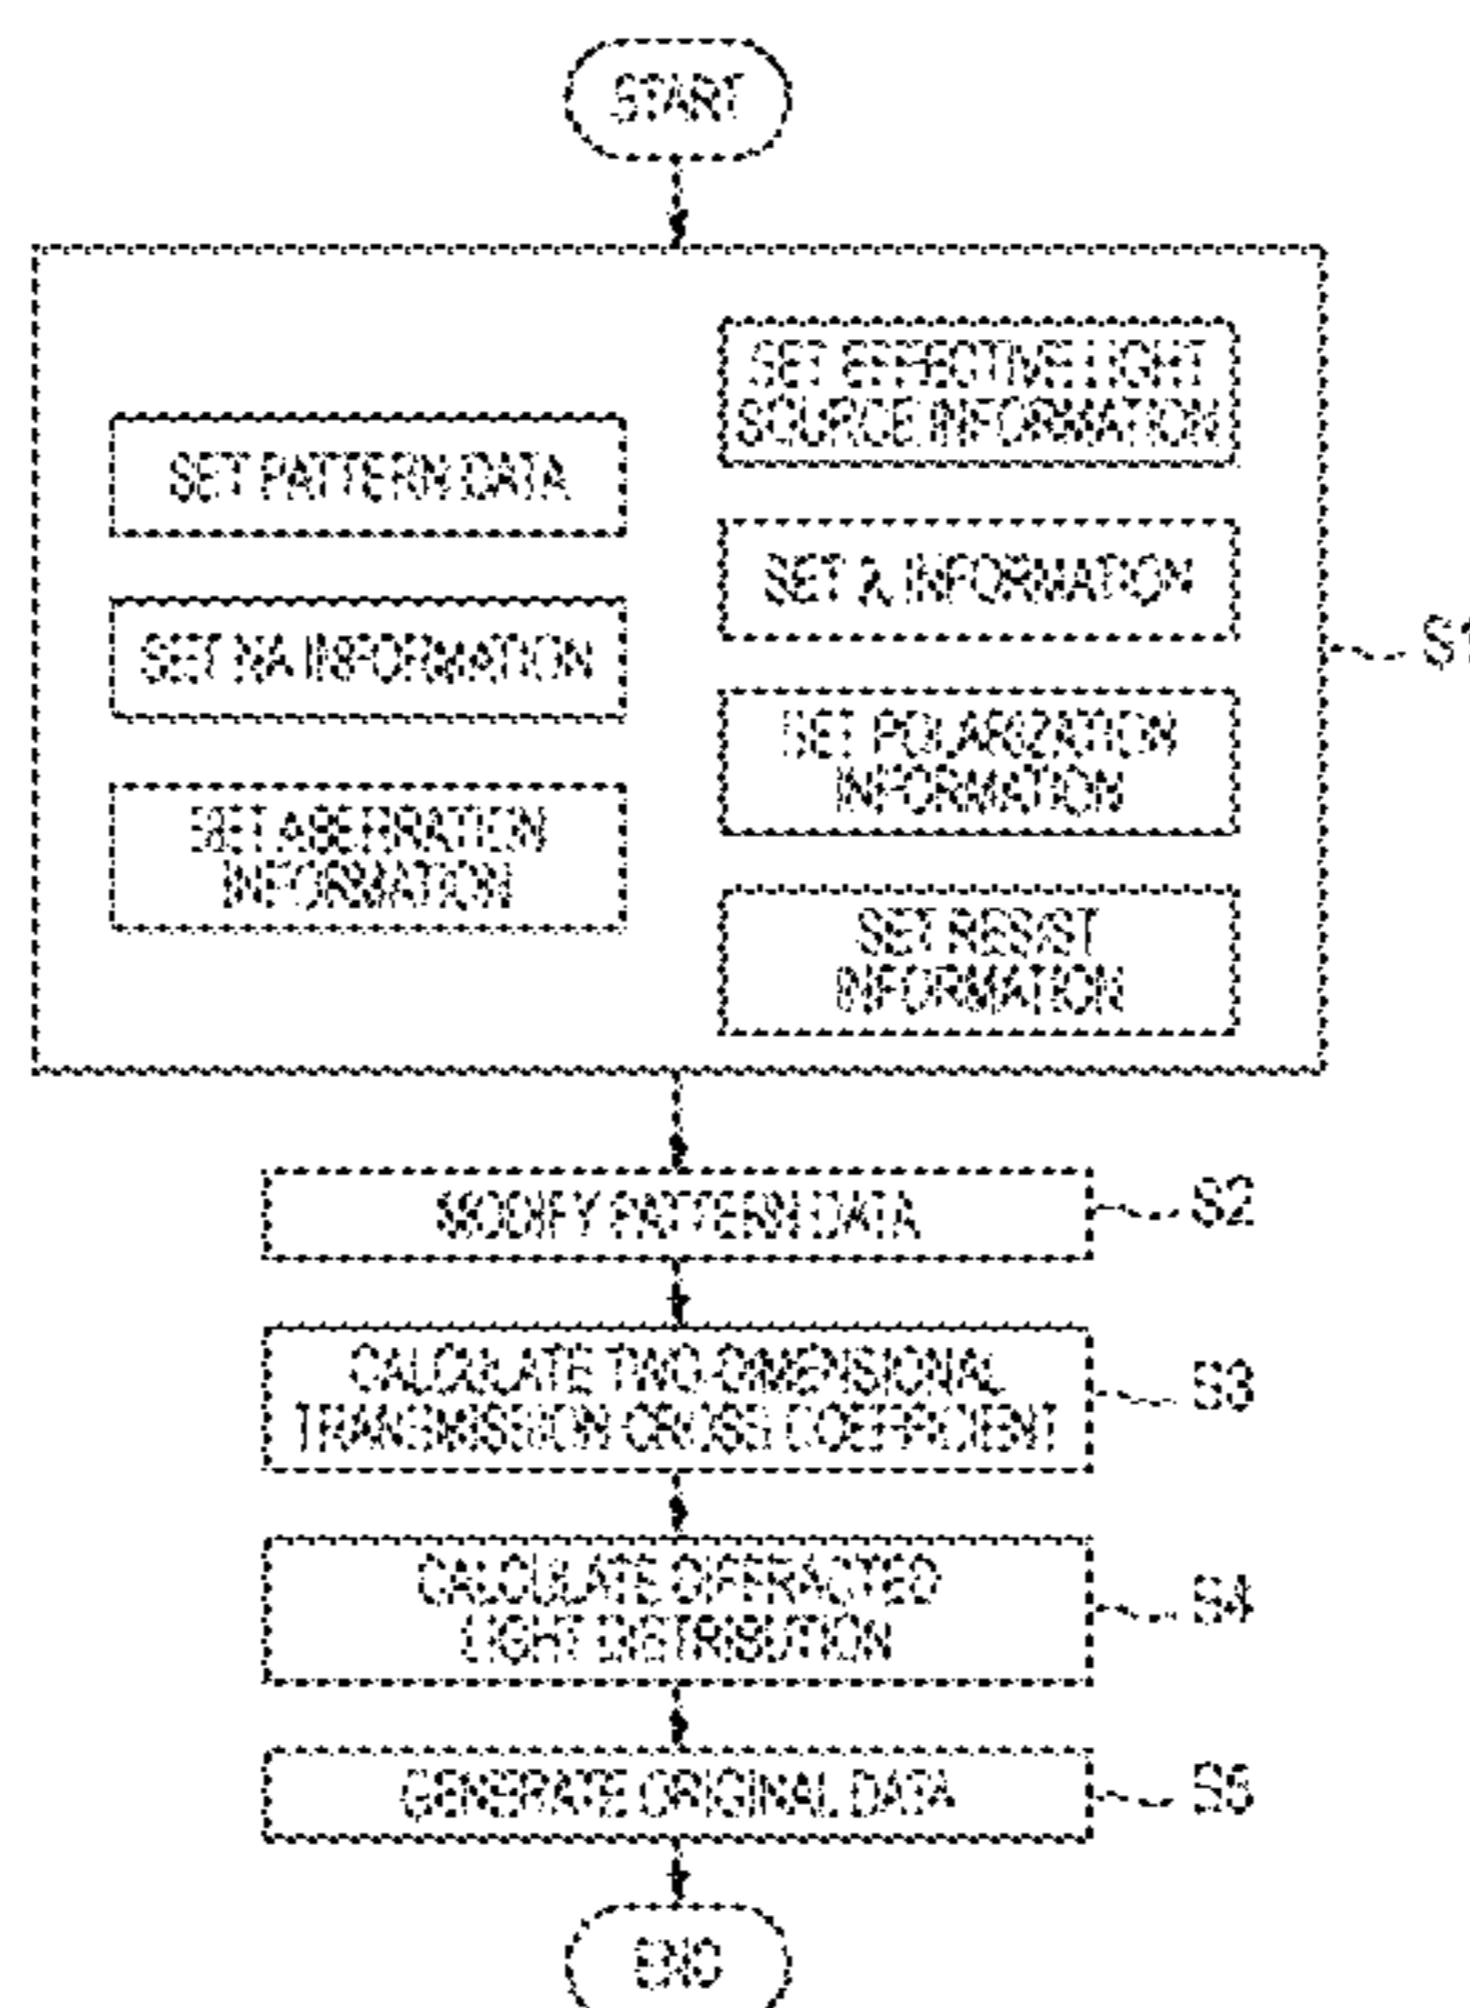 START
SET PATTERN DATA
SET NA INFORMATION
SET ABERRATION
INFORMATION
SET EFFECTIVE LIGHT
SOURCE INFORMATION
SET λ INFORMATION
SET POLARIZATION
INFORMATION
SET RESIST
INFORMATION
S1
MODIFY PATTERN DATA
S2
CALCULATE TWO-DIMENSIONAL
TRANSMISSION CROSS COEFFICIENT
S3
CALCULATE DIFFRACTED
LIGHT DISTRIBUTION
S4
GENERATE ORIGINAL DATA
S5
END